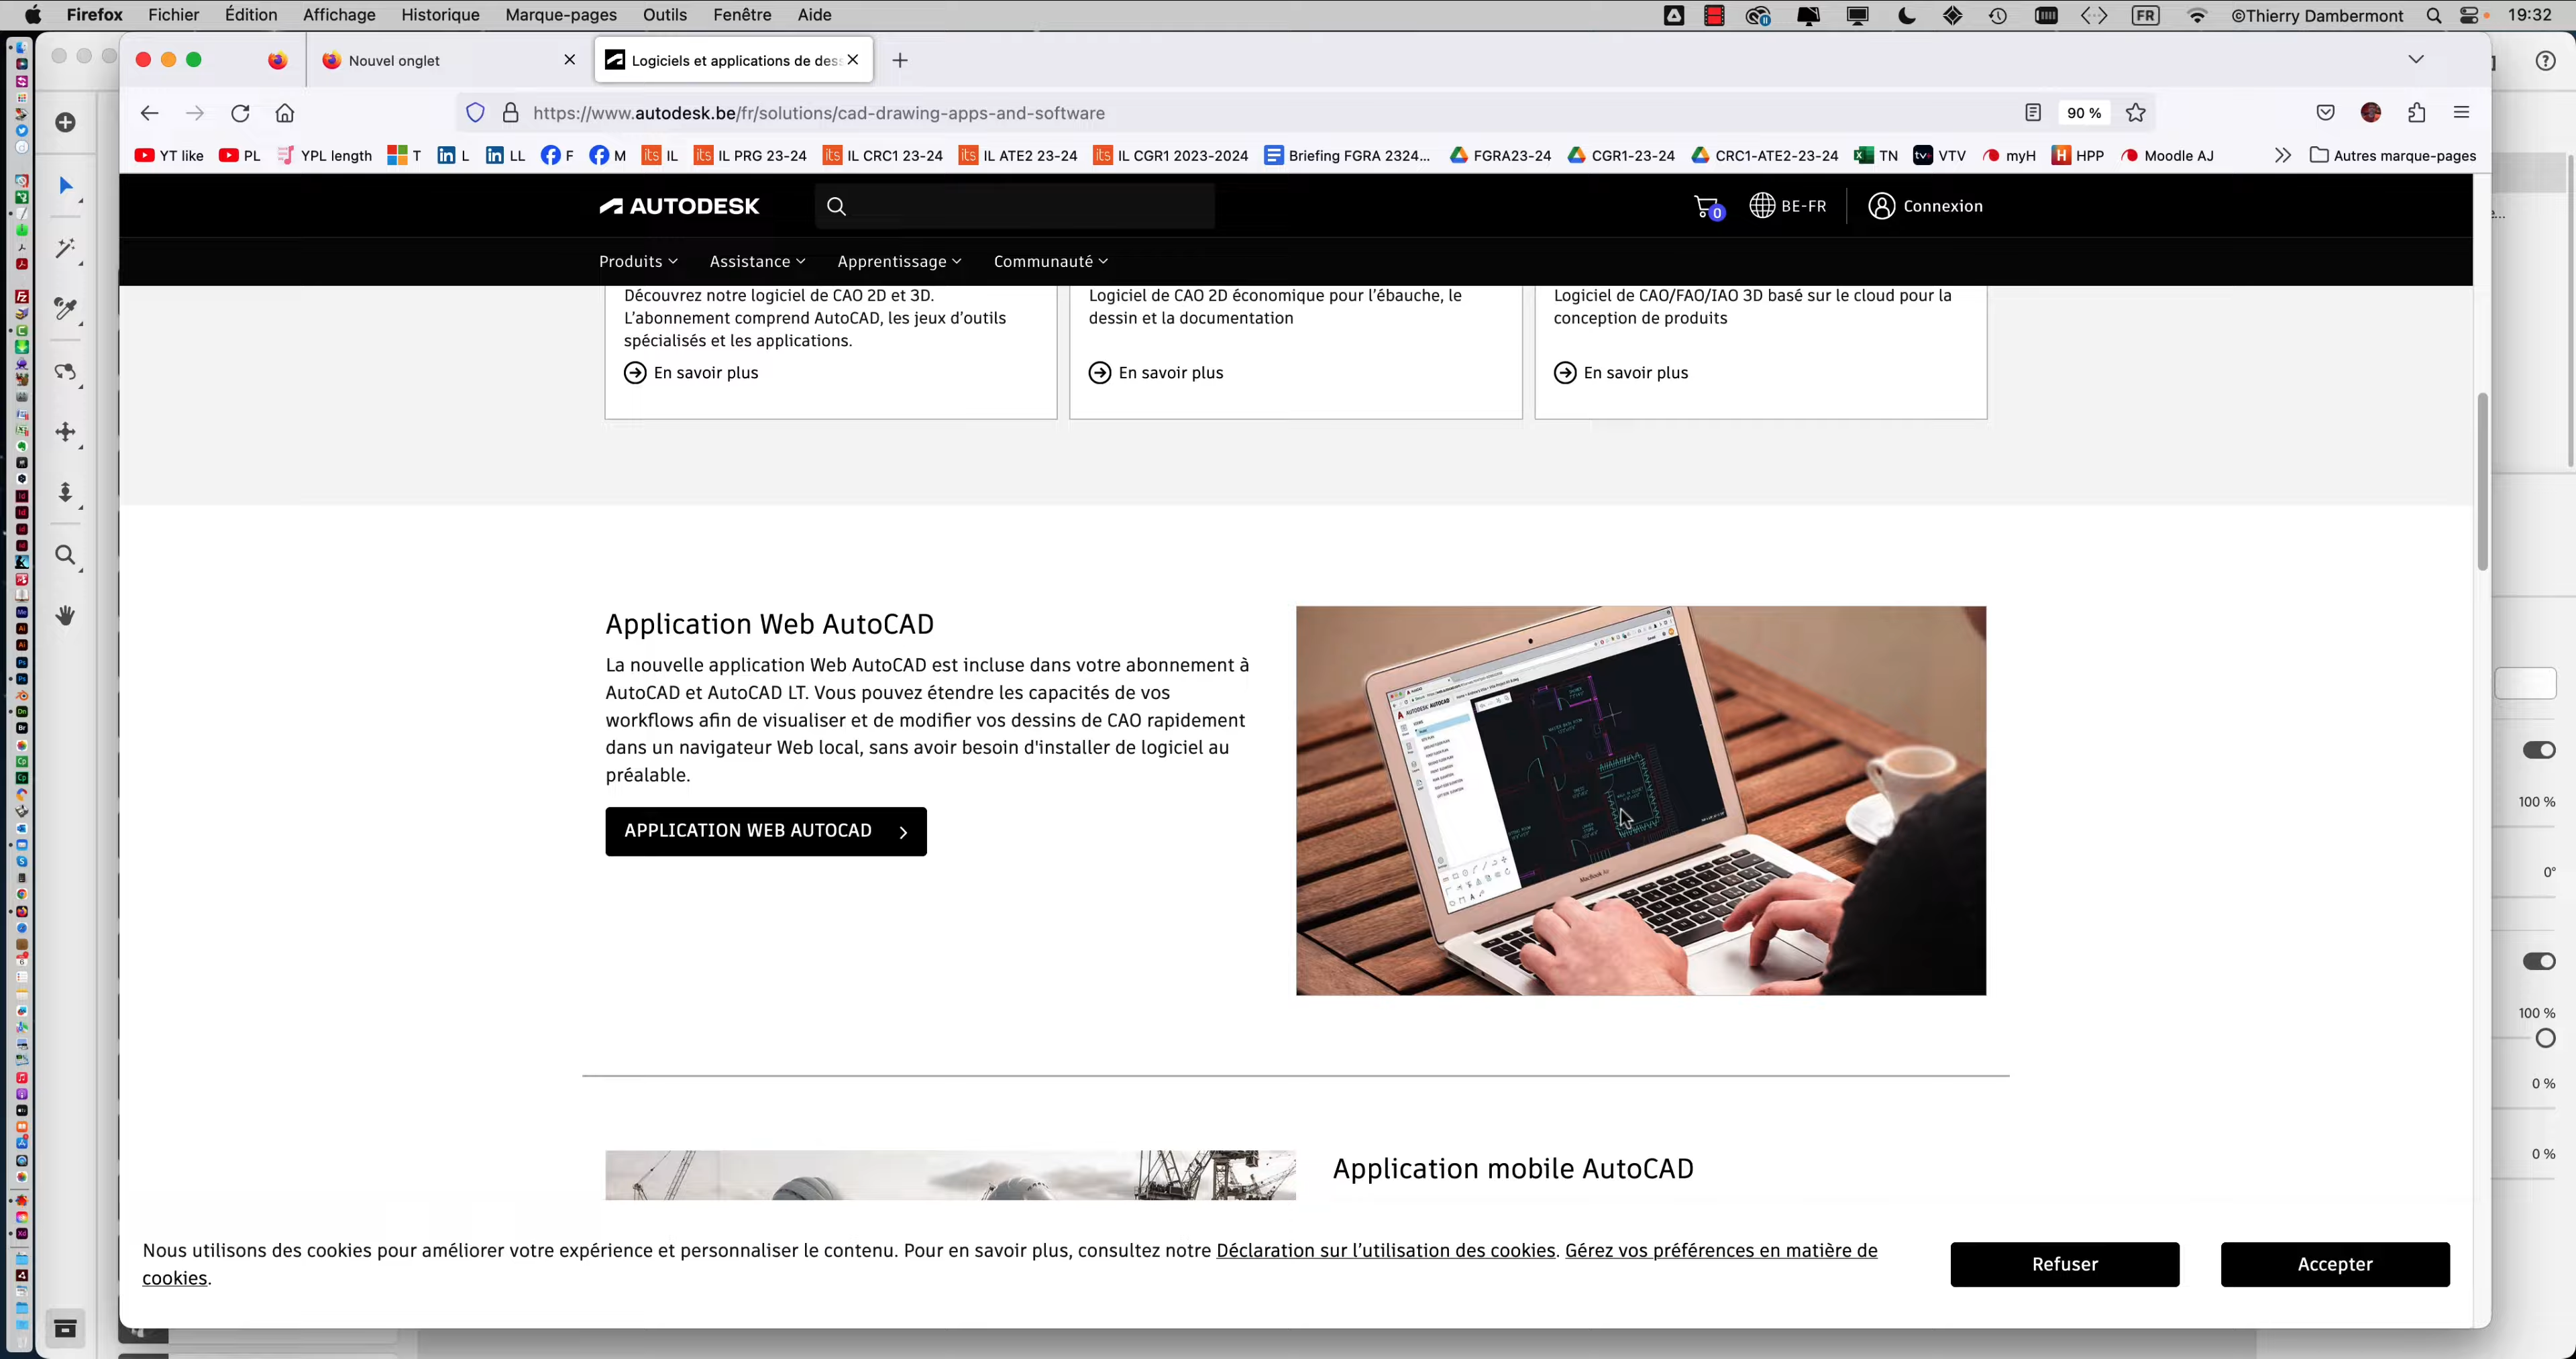 Firefox Fichier Édition Affichage Historique Marque-pages Outils Fenêtre Aide FR ©Thierry Dambermont 19:32
Nouvel onglet Logiciels et applications de des
https://www.autodesk.be/fr/solutions/cad-drawing-apps-and-software 90 %
YT like PL YPL length T L LL F M IL IL PRG 23-24 IL CRC1 23-24 IL ATE2 23-24 IL CGR1 2023-2024 Briefing FGRA 2324... FGRA23-24 CGR1-23-24 CRC1-ATE2-23-24 TN VTV myH HPP Moodle AJ Autres marque-pages
AUTODESK 0 BE-FR Connexion
Produits Assistance Apprentissage Communauté
Découvrez notre logiciel de CAO 2D et 3D.
L'abonnement comprend AutoCAD, les jeux d'outils
spécialisés et les applications.
En savoir plus
Logiciel de CAO 2D économique pour l'ébauche, le
dessin et la documentation
En savoir plus
Logiciel de CAO/FAO/IAO 3D basé sur le cloud pour la
conception de produits
En savoir plus
Application Web AutoCAD
La nouvelle application Web AutoCAD est incluse dans votre abonnement à
AutoCAD et AutoCAD LT. Vous pouvez étendre les capacités de vos
workflows afin de visualiser et de modifier vos dessins de CAO rapidement
dans un navigateur Web local, sans avoir besoin d'installer de logiciel au
préalable.
APPLICATION WEB AUTOCAD
AUTODESK AUTOCAD
MacBook Air
100 %
0°
100 %
0 %
0 %
Application mobile AutoCAD
Nous utilisons des cookies pour améliorer votre expérience et personnaliser le contenu. Pour en savoir plus, consultez notre Déclaration sur l'utilisation des cookies. Gérez vos préférences en matière de
cookies.
Refuser
Accepter